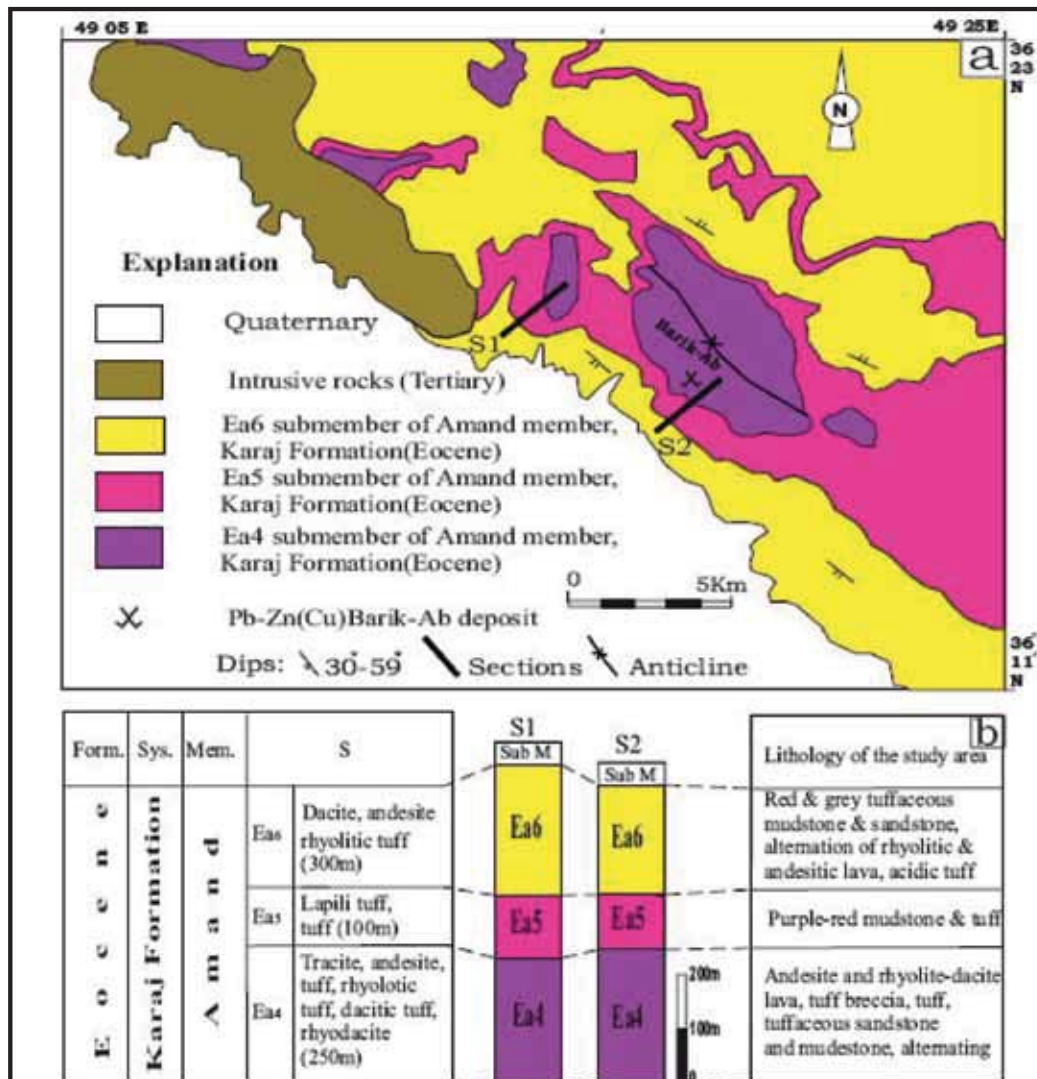 49 05 E
49 25E
a
36
23
N
N
Explanation
Quaternary
Intrusive rocks (Tertiary)
Ea6 submember of Amand member,
Karaj Formation(Eocene)
Ea5 submember of Amand member,
Karaj Formation(Eocene)
Ea4 submember of Amand member,
Karaj Formation(Eocene)
Pb-Zn(Cu)Barik-Ab deposit
Dips: 30-59
Sections
Anticline
S1
Barik-Ab
S2
0 5Km
36
11
N
b
Form.
Sys.
Mem.
S
S1
Sub M
S2
Sub M
Lithology of the study area
Eocene
Karaj Formation
Amand
Ea6
Dacite, andesite
rhyolitic tuff
(300m)
Ea6
Ea6
Red & grey tuffaceous
mudstone & sandstone,
alternation of rhyolitic &
andesitic lava, acidic tuff
Ea5
Lapili tuff,
tuff (100m)
Ea5
Ea5
Purple-red mudstone & tuff
Ea4
Tracite, andesite,
tuff, rhyolotic
tuff, dacitic tuff,
rhyodacite
(250m)
Ea4
Ea4
200m
100m
0
Andesite and rhyolite-dacite
lava, tuff breccia, tuff,
tuffaceous sandstone
and mudestone, alternating